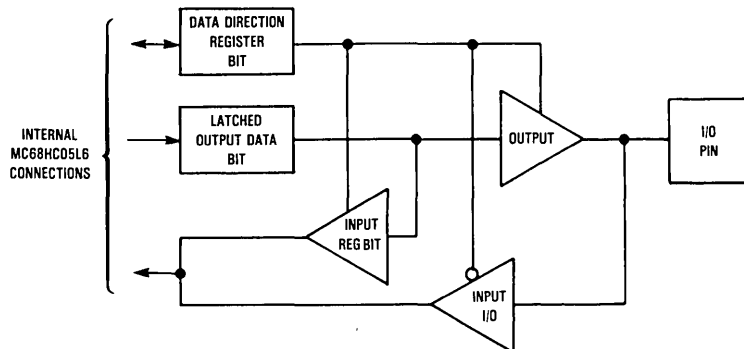 DATA DIRECTION
REGISTER
BIT
LATCHED
OUTPUT DATA
BIT
INTERNAL
MC68HC05L6
CONNECTIONS
OUTPUT
I/O
PIN
INPUT
REG BIT
INPUT
I/O